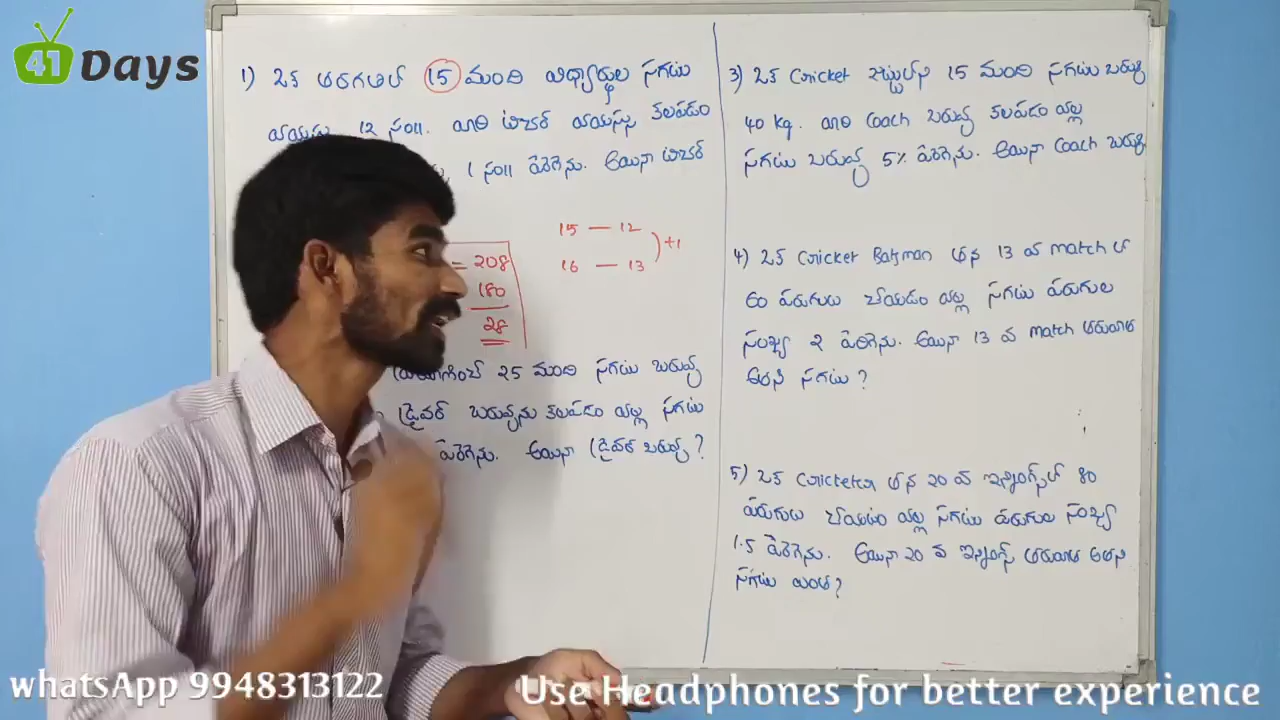 41 Days
1) ఒక తరగతిలో 15 మంది విద్యార్థుల సగటు
వయస్సు 12 సం||. వారి టీచర్ వయస్సు కలపడం
1 సం|| పెరిగెను. అయినా టీచర్
15 — 12
16 — 13
+1
= 208
180
28
25 మంది సగటు బరువు
డ్రైవర్ బరువును కలపడం వల్ల సగటు
పెరిగెను. అయినా డ్రైవర్ బరువు?
3) ఒక Cricket జట్టులోని 15 మంది సగటు బరువు
40 kg. వారి Coach బరువు కలపడం వల్ల
సగటు బరువు 5% పెరిగెను. అయినా Coach బరువు
4) ఒక Cricket Batsman తన 13 వ match లో
60 పరుగులు చేయడం వల్ల సగటు పరుగుల
సంఖ్య 2 పెరిగెను. అయినా 13 వ match తరువాత
అతని సగటు?
5) ఒక Cricketer తన 20 వ ఇన్నింగ్స్‌లో 80
పరుగులు చేయడం వల్ల సగటు పరుగుల సంఖ్య
1.5 పెరిగెను. అయినా 20 వ ఇన్నింగ్స్ తరువాత అతని
సగటు ఎంత?
whatsApp 9948313122
Use Headphones for better experience